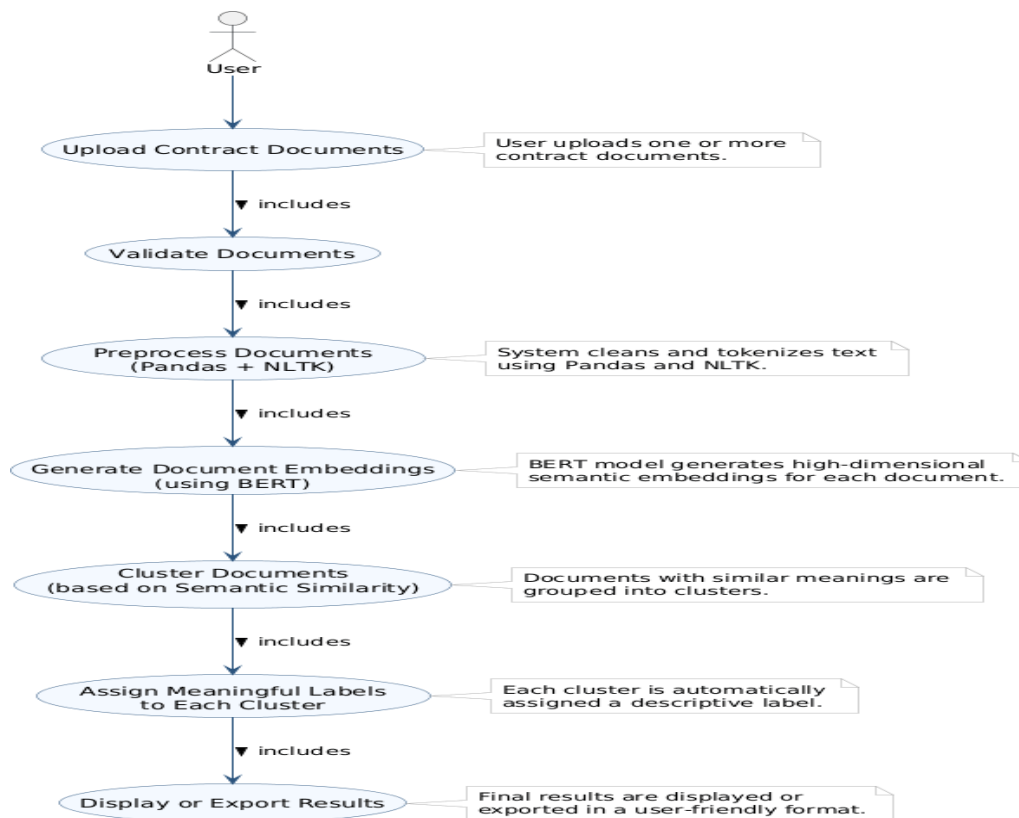 User
Upload Contract Documents
User uploads one or more
contract documents.
includes
Validate Documents
includes
Preprocess Documents
(Pandas + NLTK)
System cleans and tokenizes text
using Pandas and NLTK.
includes
Generate Document Embeddings
(using BERT)
BERT model generates high-dimensional
semantic embeddings for each document.
includes
Cluster Documents
(based on Semantic Similarity)
Documents with similar meanings are
grouped into clusters.
includes
Assign Meaningful Labels
to Each Cluster
Each cluster is automatically
assigned a descriptive label.
includes
Display or Export Results
Final results are displayed or
exported in a user-friendly format.